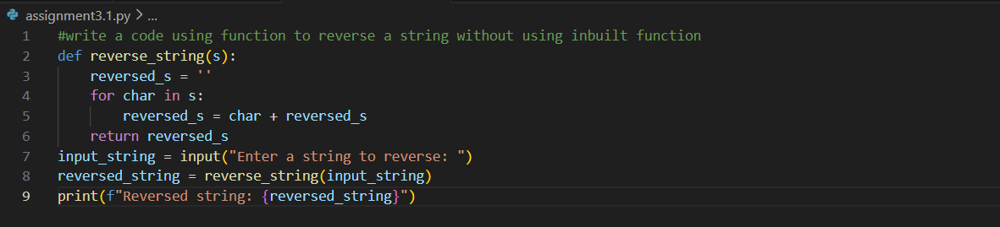 assignment3.1.py > ...
1 #write a code using function to reverse a string without using inbuilt function
2 def reverse_string(s):
3     reversed_s = ''
4     for char in s:
5         reversed_s = char + reversed_s
6     return reversed_s
7 input_string = input("Enter a string to reverse: ")
8 reversed_string = reverse_string(input_string)
9 print(f"Reversed string: {reversed_string}")